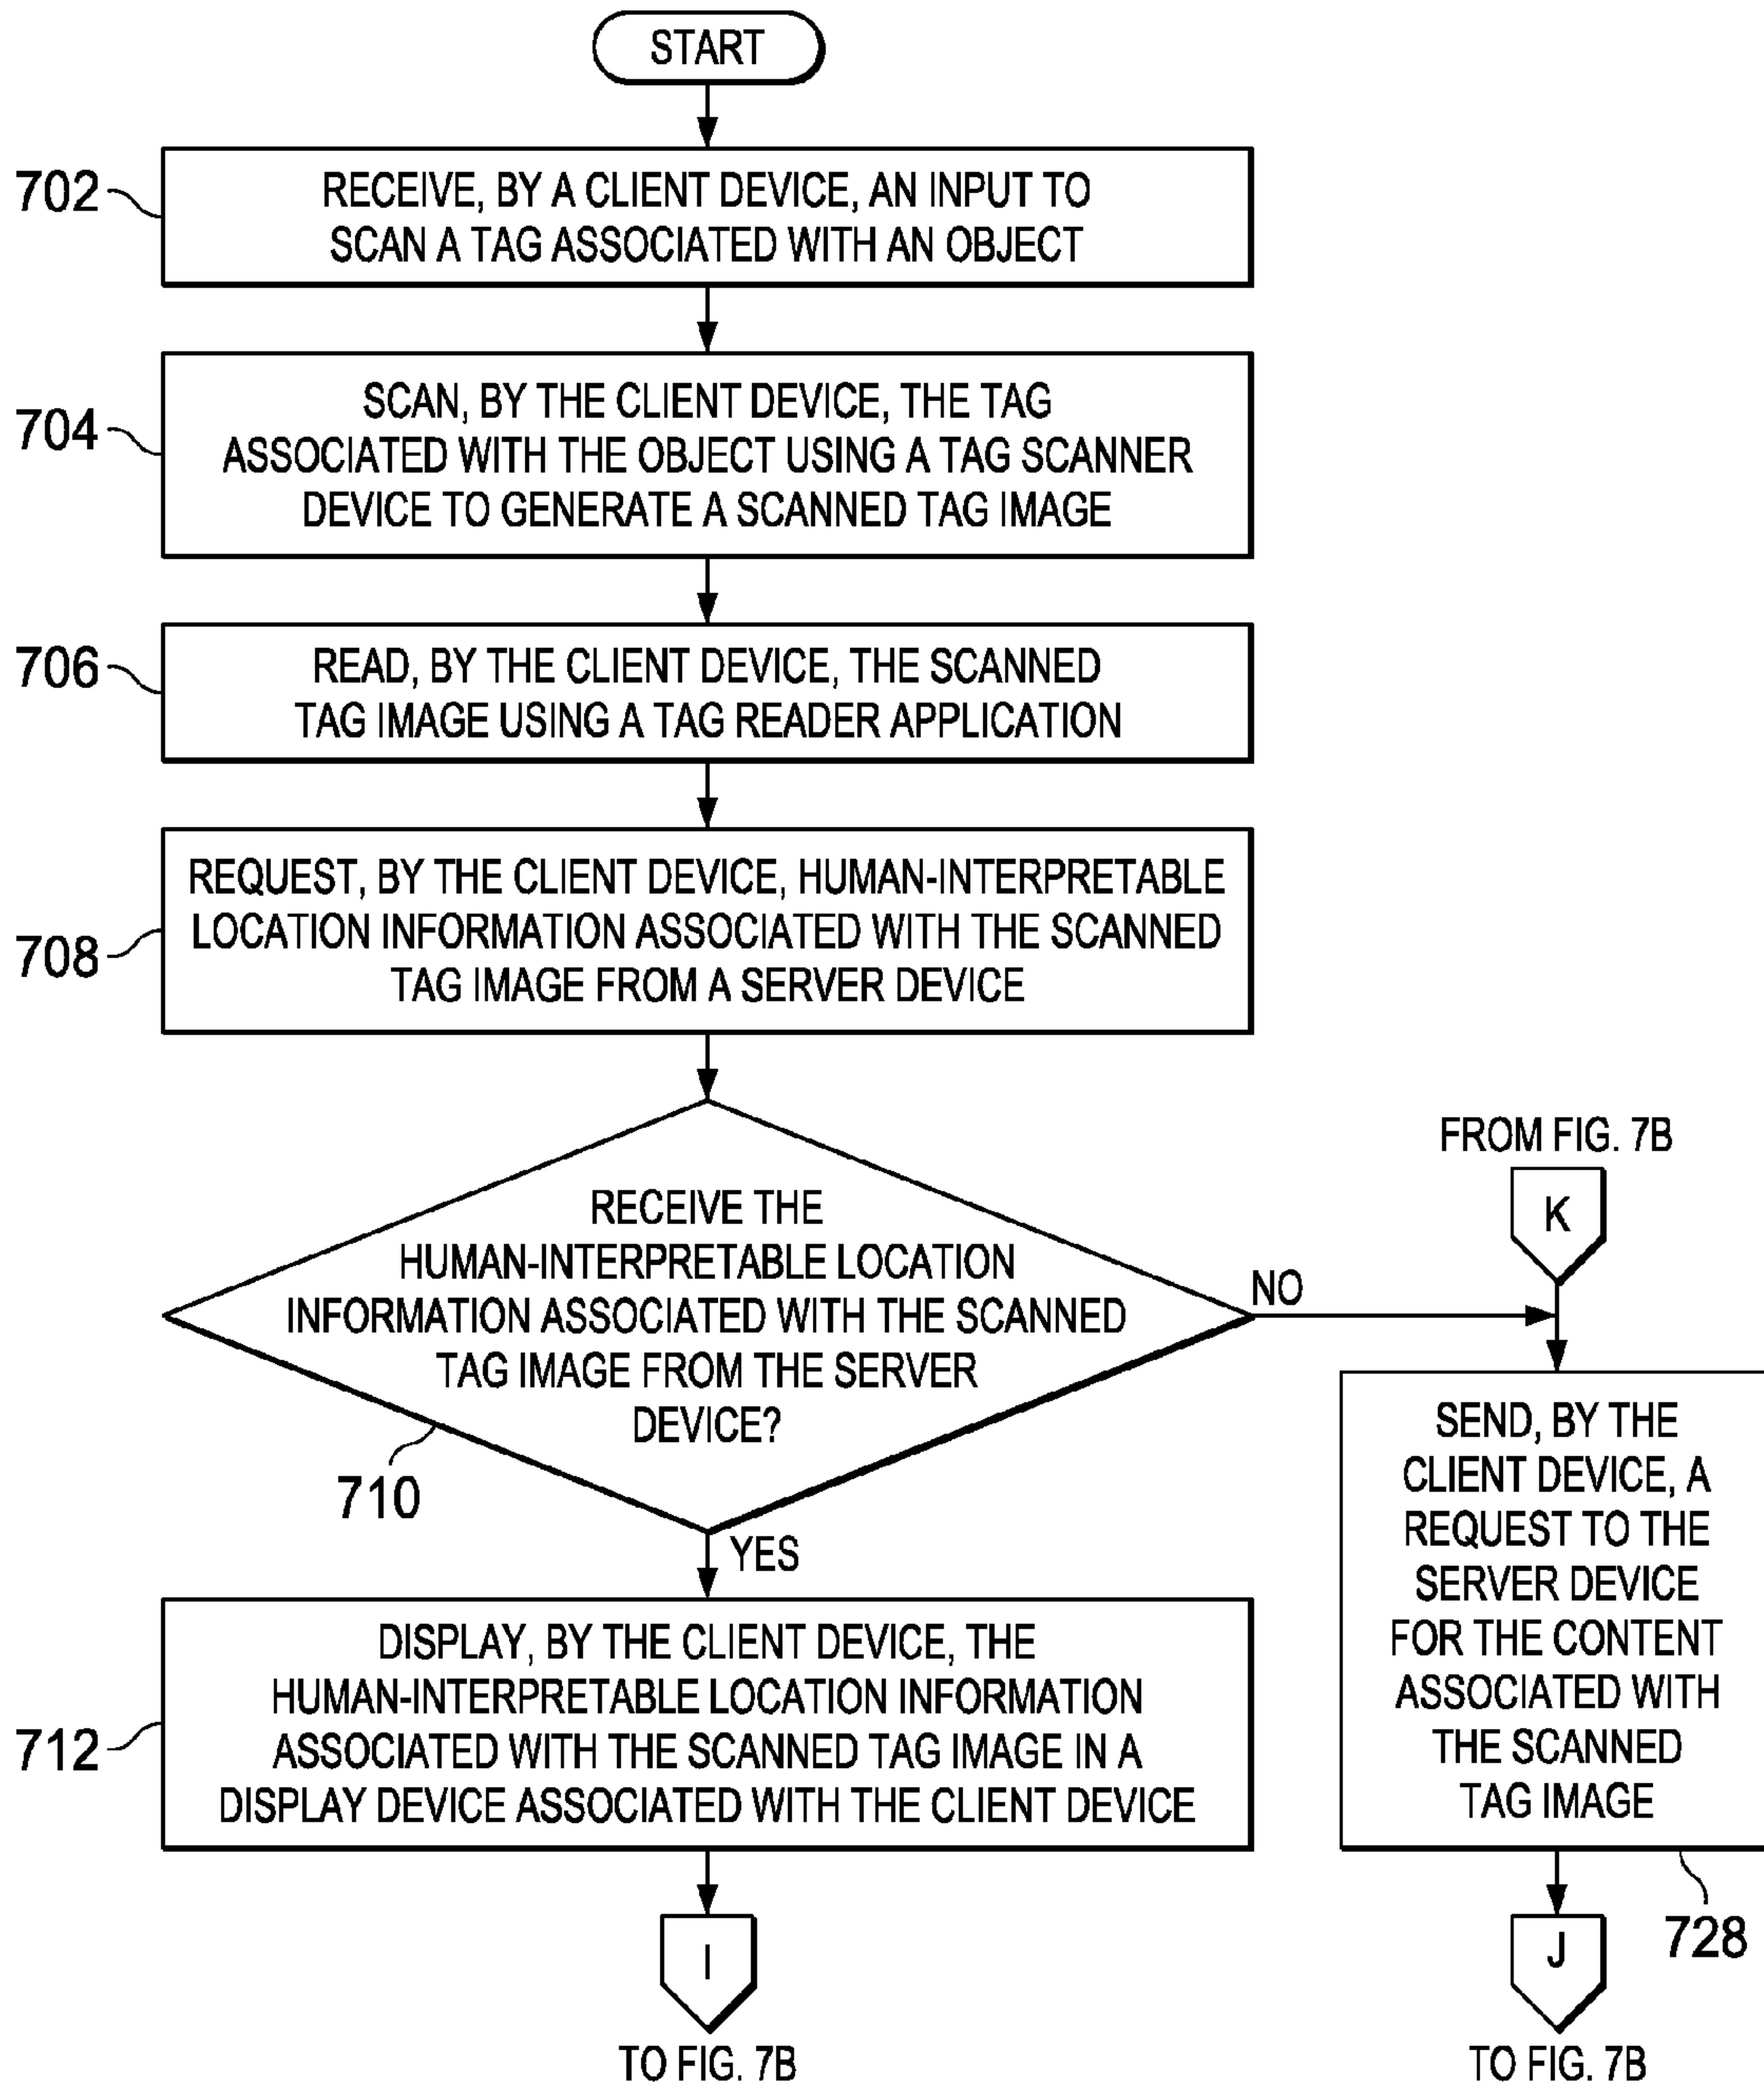 START
702
RECEIVE, BY A CLIENT DEVICE, AN INPUT TO
SCAN A TAG ASSOCIATED WITH AN OBJECT
704
SCAN, BY THE CLIENT DEVICE, THE TAG
ASSOCIATED WITH THE OBJECT USING A TAG SCANNER
DEVICE TO GENERATE A SCANNED TAG IMAGE
706
READ, BY THE CLIENT DEVICE, THE SCANNED
TAG IMAGE USING A TAG READER APPLICATION
708
REQUEST, BY THE CLIENT DEVICE, HUMAN-INTERPRETABLE
LOCATION INFORMATION ASSOCIATED WITH THE SCANNED
TAG IMAGE FROM A SERVER DEVICE
RECEIVE THE
HUMAN-INTERPRETABLE LOCATION
INFORMATION ASSOCIATED WITH THE SCANNED
TAG IMAGE FROM THE SERVER
DEVICE?
710
NO
YES
712
DISPLAY, BY THE CLIENT DEVICE, THE
HUMAN-INTERPRETABLE LOCATION INFORMATION
ASSOCIATED WITH THE SCANNED TAG IMAGE IN A
DISPLAY DEVICE ASSOCIATED WITH THE CLIENT DEVICE
I
TO FIG. 7B
FROM FIG. 7B
K
SEND, BY THE
CLIENT DEVICE, A
REQUEST TO THE
SERVER DEVICE
FOR THE CONTENT
ASSOCIATED WITH
THE SCANNED
TAG IMAGE
728
J
TO FIG. 7B